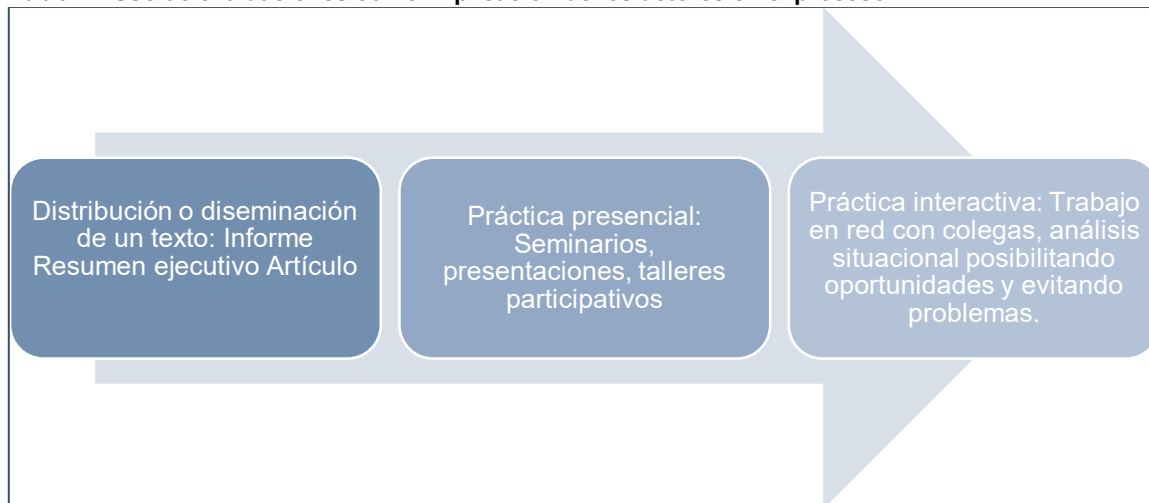 Distribución o diseminación
de un texto: Informe
Resumen ejecutivo Artículo
Práctica presencial:
Seminarios,
presentaciones, talleres
participativos
Práctica interactiva: Trabajo
en red con colegas, análisis
situacional posibilitando
oportunidades y evitando
problemas.